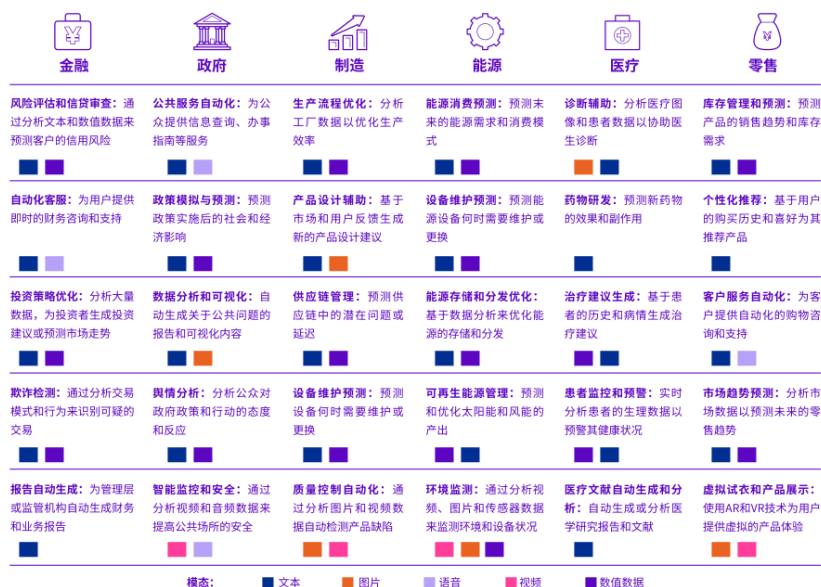 金融
政府
制造
能源
医疗
零售
风险评估和信贷审查：通
过分析文本和数值数据来
预测客户的信用风险
公共服务自动化：为公
众提供信息查询、办事
指南等服务
生产流程优化：分析
工厂数据以优化生产
效率
能源消费预测：预测末
来的能源需求和消费模
式
诊断辅助：分析医疗图
像和患者数据以协助医
生诊断
库存管理和预测：预测
产品的销售趋势和库存
需求
自动化客服：为用户提供
即时的财务咨询和支持
政策模拟与预测：预测
政策实施后的社会和经
济影响
产品设计辅助：基于
市场和用户反馈生成
新的产品设计建议
设备维护预测：预测能
源设备何时需要维护或
更换
药物研发：预测新药物
的效果和副作用
个性化推荐：基于用户
的购买历史和喜好为其
推荐产品
投资策略优化：分析大量
数据，为投资者生成投资
建议或预测市场走势
数据分析和可视化：自
动生成关于公共问题的
报告和可视化内容
供应链管理：预测供
应链中的潜在问题或
延迟
能源存储和分发优化：
基于数据分析来优化能
源的存储和分发
治疗建议生成：基于患
者的历史和病情生成治
疗建议
客户服务自动化：为客
户提供自动化的购物咨
询和支持
欺诈检测：通过分析交易
模式和行为来识别可疑的
交易
舆情分析：分析公众对
政府政策和行动的态度
和反应
设备维护预测：预测
设备何时需要维护或
更换
可再生能源管理：预测
和优化太阳能和风能的
产出
患者监控和预警：实时
分析患者的生理数据以
预警其健康状况
市场趋势预测：分析市
场数据以预测未来的零
售趋势
报告自动生成：为管理层
或监管机构自动生成财务
和业务报告
智能监控和安全：通过
分析视频和音频数据来
提高公共场所的安全
质量控制自动化：通
过分析图片和视频数
据自动检测产品缺陷
环境监测：通过分析视
频、图片和传感器数据
来监测环境和设备状况
医疗文献自动生成和分
析：自动生成或分析医
学研究报告和文献
虚拟试衣和产品展示：
使用AR和VR技术为用户
提供虚拟的产品体验
模态： 文本 图片 语音 视频 数值数据